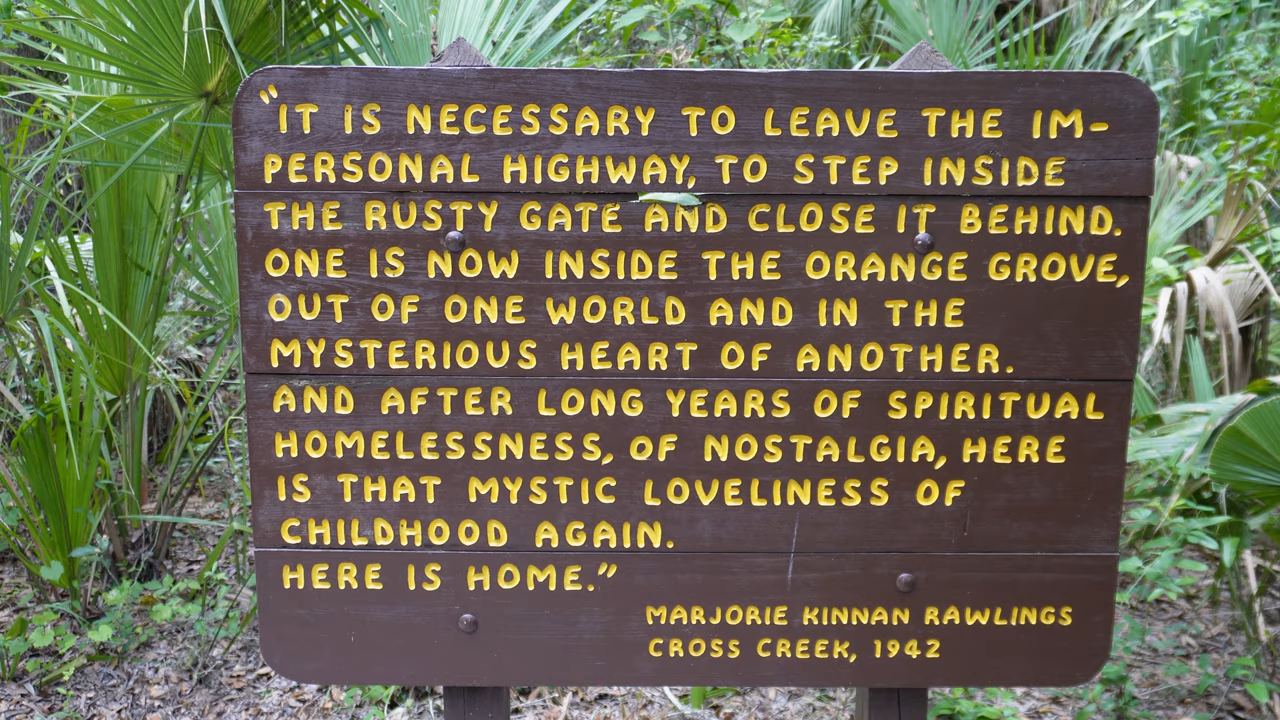 “IT IS NECESSARY TO LEAVE THE IM-
PERSONAL HIGHWAY, TO STEP INSIDE
THE RUSTY GATE AND CLOSE IT BEHIND.
ONE IS NOW INSIDE THE ORANGE GROVE,
OUT OF ONE WORLD AND IN THE
MYSTERIOUS HEART OF ANOTHER.
AND AFTER LONG YEARS OF SPIRITUAL
HOMELESSNESS, OF NOSTALGIA, HERE
IS THAT MYSTIC LOVELINESS OF
CHILDHOOD AGAIN.
HERE IS HOME.”
MARJORIE KINNAN RAWLINGS
CROSS CREEK, 1942